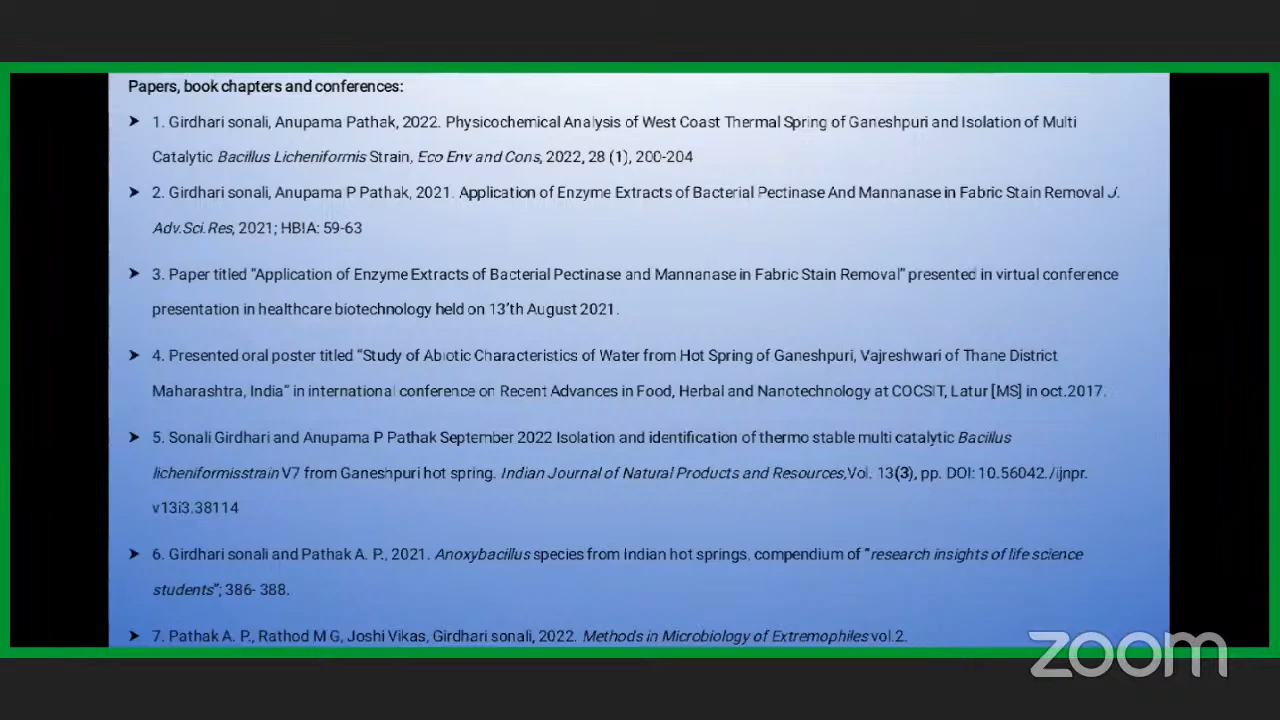 Papers, book chapters and conferences:
➤ 1. Girdhari sonali, Anupama Pathak, 2022. Physicochemical Analysis of West Coast Thermal Spring of Ganeshpuri and Isolation of Multi
Catalytic Bacillus Licheniformis Strain, Eco Env and Cons, 2022, 28 (1), 200-204
➤ 2. Girdhari sonali, Anupama P Pathak, 2021. Application of Enzyme Extracts of Bacterial Pectinase And Mannanase in Fabric Stain Removal J.
Adv.Sci.Res, 2021; HBIA: 59-63
➤ 3. Paper titled “Application of Enzyme Extracts of Bacterial Pectinase and Mannanase in Fabric Stain Removal” presented in virtual conference
presentation in healthcare biotechnology held on 13’th August 2021.
➤ 4. Presented oral poster titled “Study of Abiotic Characteristics of Water from Hot Spring of Ganeshpuri, Vajreshwari of Thane District
Maharashtra, India” in international conference on Recent Advances in Food, Herbal and Nanotechnology at COCSIT, Latur [MS] in oct.2017.
➤ 5. Sonali Girdhari and Anupama P Pathak September 2022 Isolation and identification of thermo stable multi catalytic Bacillus
licheniformisstrain V7 from Ganeshpuri hot spring. Indian Journal of Natural Products and Resources,Vol. 13(3), pp. DOI: 10.56042./ijnpr.
v13i3.38114
➤ 6. Girdhari sonali and Pathak A. P., 2021. Anoxybacillus species from Indian hot springs, compendium of “research insights of life science
students”; 386- 388.
➤ 7. Pathak A. P., Rathod M G, Joshi Vikas, Girdhari sonali, 2022. Methods in Microbiology of Extremophiles vol.2.
zoom